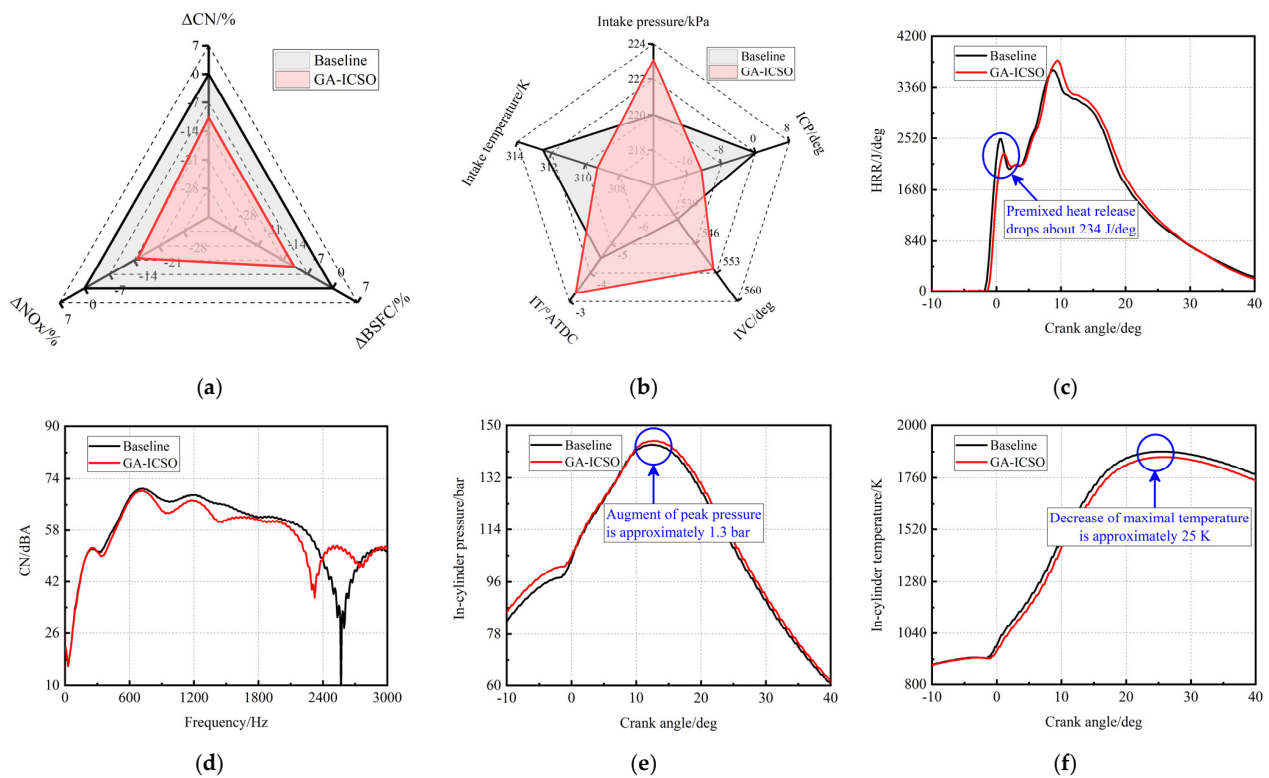 ΔCN/%
7
0
-7
-14
-21
-28
-28
-21
-14
-7
0
7
ΔNOx/%
-28
-14
0
7
ΔBSFC/%
Baseline
GA-ICSO
(a)
Intake pressure/kPa
224
222
220
218
ICP/deg
8
0
-8
-16
IVC/deg
560
553
546
539
IT/°ATDC
-3
-4
-5
-6
Intake temperature/K
314
312
310
308
Baseline
GA-ICSO
(b)
4200
3360
2520
1680
840
0
HRR/J/deg
Baseline
GA-ICSO
Premixed heat release
drops about 234 J/deg
-10 0 10 20 30 40
Crank angle/deg
(c)
90
74
58
42
26
10
CN/dBA
Baseline
GA-ICSO
0 600 1200 1800 2400 3000
Frequency/Hz
(d)
150
132
114
96
78
60
In-cylinder pressure/bar
Baseline
GA-ICSO
Augment of peak pressure
is approximately 1.3 bar
-10 0 10 20 30 40
Crank angle/deg
(e)
2000
1760
1520
1280
1040
800
In-cylinder temperature/K
Baseline
GA-ICSO
Decrease of maximal temperature
is approximately 25 K
-10 0 10 20 30 40
Crank angle/deg
(f)